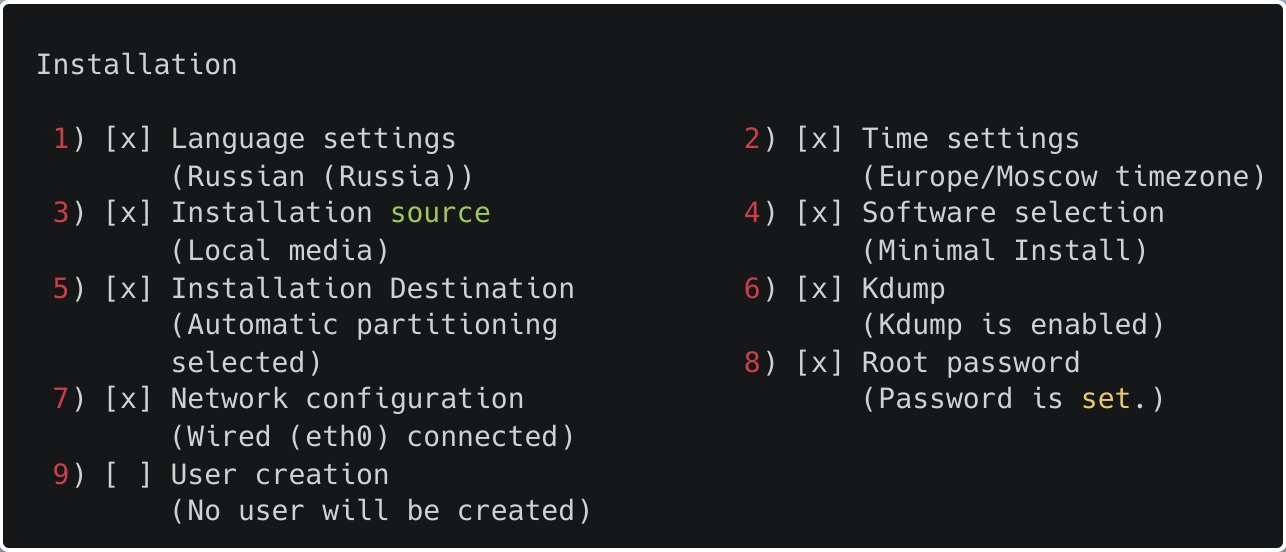 Installation
1) [x] Language settings 2) [x] Time settings
(Russian (Russia)) (Europe/Moscow timezone)
3) [x] Installation source 4) [x] Software selection
(Local media) (Minimal Install)
5) [x] Installation Destination 6) [x] Kdump
(Automatic partitioning (Kdump is enabled)
selected) 8) [x] Root password
7) [x] Network configuration (Password is set.)
(Wired (eth0) connected)
9) [ ] User creation
(No user will be created)